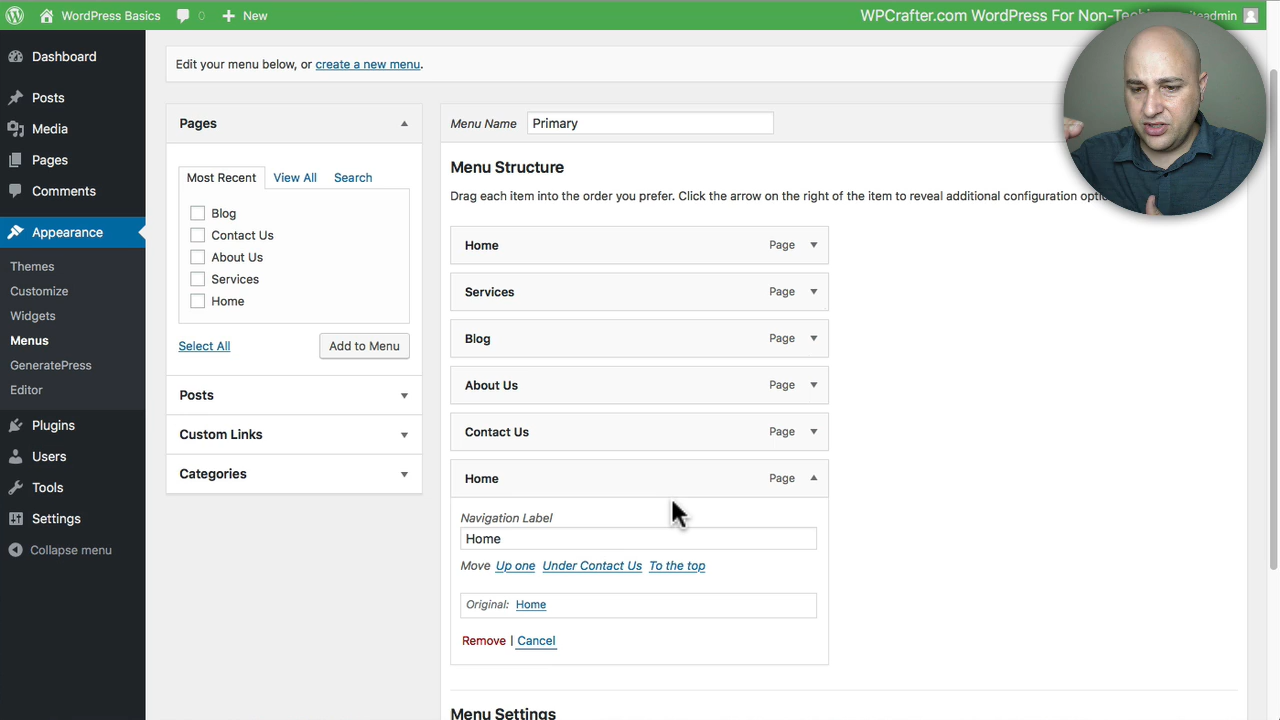 WordPress Basics 0 New WPCrafter.com WordPress For Non-Tech
Dashboard
Posts
Media
Pages
Comments
Appearance
Themes
Customize
Widgets
Menus
GeneratePress
Editor
Plugins
Users
Tools
Settings
Collapse menu
Edit your menu below, or create a new menu.
Pages
Most Recent View All Search
Blog
Contact Us
About Us
Services
Home
Select All Add to Menu
Posts
Custom Links
Categories
Menu Name Primary
Menu Structure
Drag each item into the order you prefer. Click the arrow on the right of the item to reveal additional configuration
Home Page
Services Page
Blog Page
About Us Page
Contact Us Page
Home Page
Navigation Label
Home
Move Up one Under Contact Us To the top
Original: Home
Remove | Cancel
Menu Settings